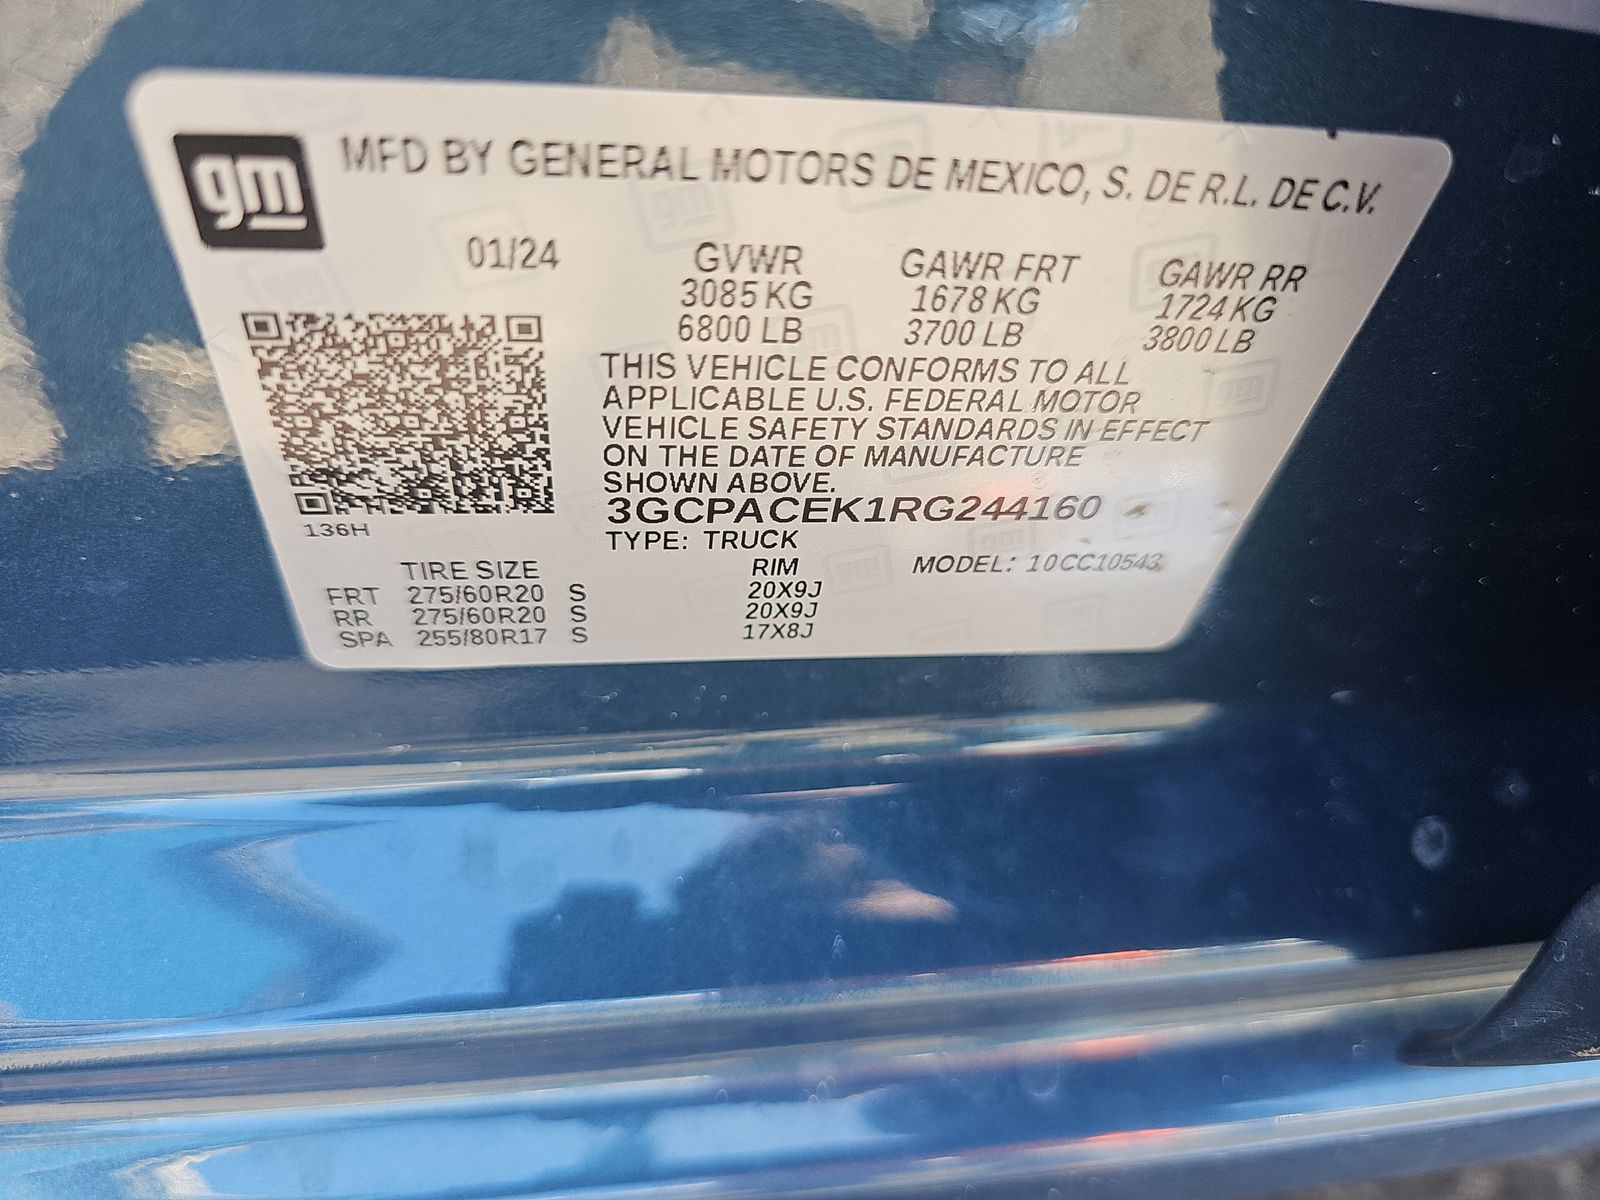 gm
MFD BY GENERAL MOTORS DE MEXICO, S. DE R.L. DE C.V.
01/24 GVWR GAWR FRT GAWR RR
3085 KG 1678 KG 1724 KG
6800 LB 3700 LB 3800 LB
THIS VEHICLE CONFORMS TO ALL
APPLICABLE U.S. FEDERAL MOTOR
VEHICLE SAFETY STANDARDS IN EFFECT
ON THE DATE OF MANUFACTURE
SHOWN ABOVE.
3GCPACEK1RG244160
136H
TYPE: TRUCK
TIRE SIZE RIM MODEL: 10CC10543
FRT 275/60R20 S 20X9J
RR 275/60R20 S 20X9J
SPA 255/80R17 S 17X8J